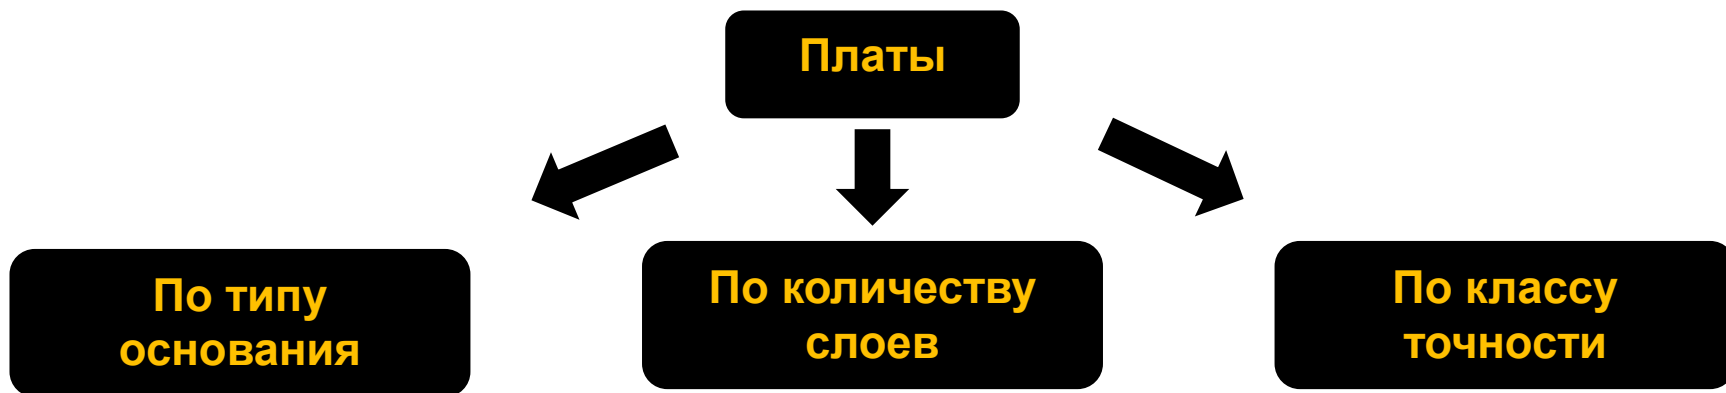 Платы
По типу
основания
По количеству
слоев
По классу
точности